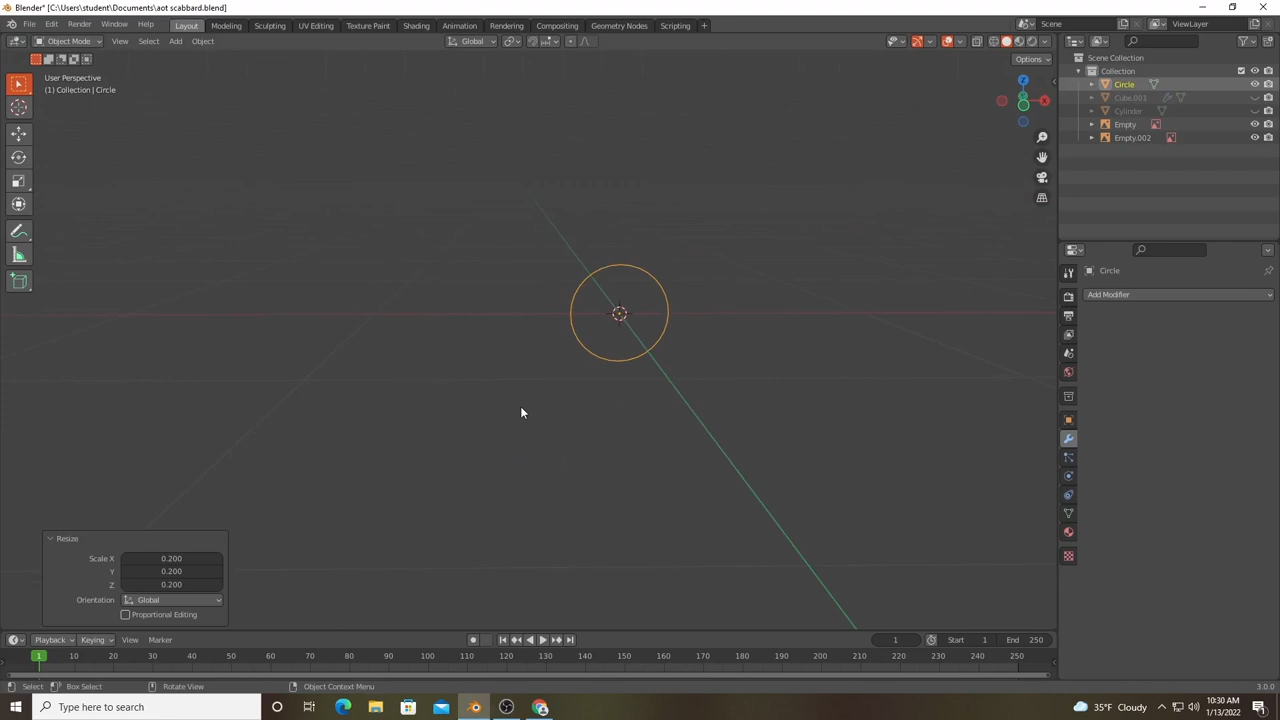 Blender* [C:\Users\student\Documents\aot scabbard.blend]
File Edit Render Window Help Layout Modeling Sculpting UV Editing Texture Paint Shading Animation Rendering Compositing Geometry Nodes Scripting + Scene ViewLayer
Object Mode View Select Add Object Global
Options
User Perspective
(1) Collection | Circle
Z
X
Scene Collection
Collection
Circle
Cube.001
Cylinder
Empty
Empty.002
Circle
Add Modifier
Resize
Scale X 0.200
Y 0.200
Z 0.200
Orientation Global
Proportional Editing
Playback Keying View Marker 1 Start 1 End 250
1 10 20 30 40 50 60 70 80 90 100 110 120 130 140 150 160 170 180 190 200 210 220 230 240 250
Select Box Select Rotate View Object Context Menu 3.0.0
Type here to search 35°F Cloudy 10:30 AM
1/13/2022